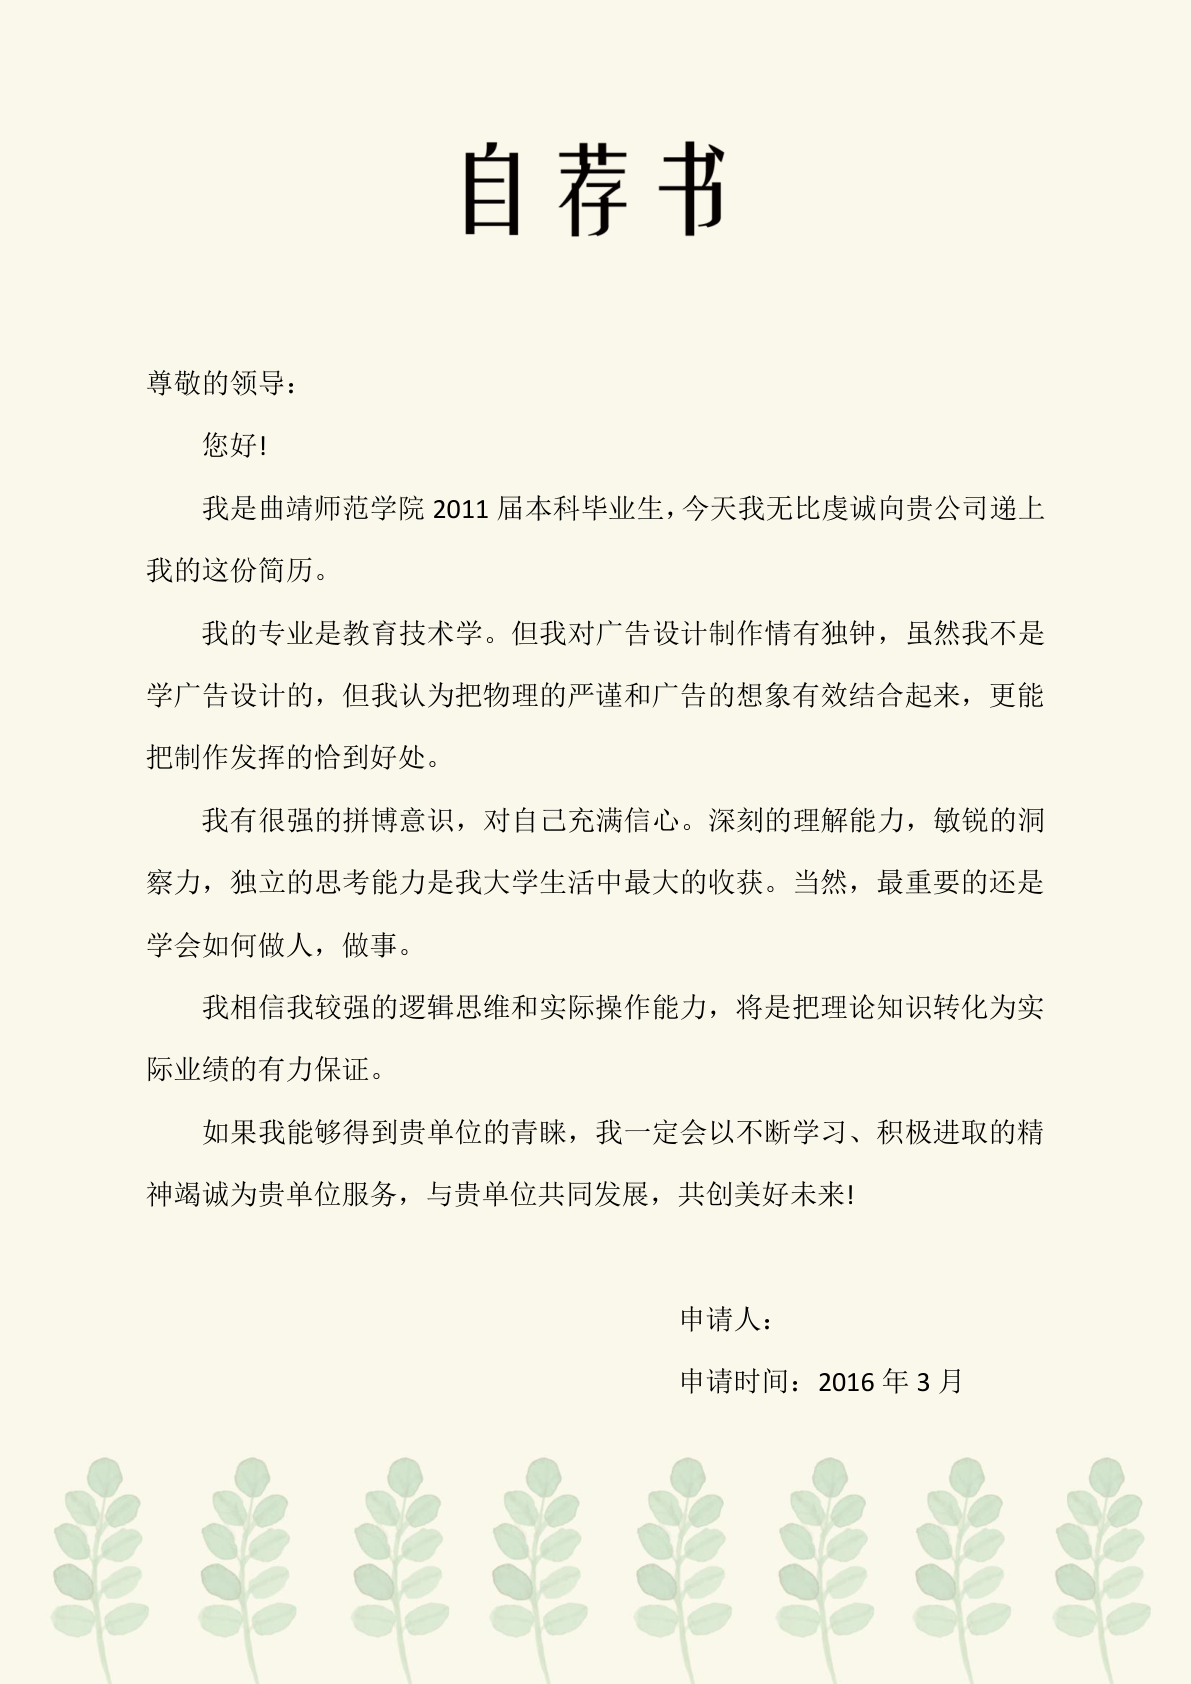 自荐书
尊敬的领导：
您好!
我是曲靖师范学院 2011 届本科毕业生，今天我无比虔诚向贵公司递上
我的这份简历。
我的专业是教育技术学。但我对广告设计制作情有独钟，虽然我不是
学广告设计的，但我认为把物理的严谨和广告的想象有效结合起来，更能
把制作发挥的恰到好处。
我有很强的拼博意识，对自己充满信心。深刻的理解能力，敏锐的洞
察力，独立的思考能力是我大学生活中最大的收获。当然，最重要的还是
学会如何做人，做事。
我相信我较强的逻辑思维和实际操作能力，将是把理论知识转化为实
际业绩的有力保证。
如果我能够得到贵单位的青睐，我一定会以不断学习、积极进取的精
神竭诚为贵单位服务，与贵单位共同发展，共创美好未来!
申请人：
申请时间：2016 年 3 月